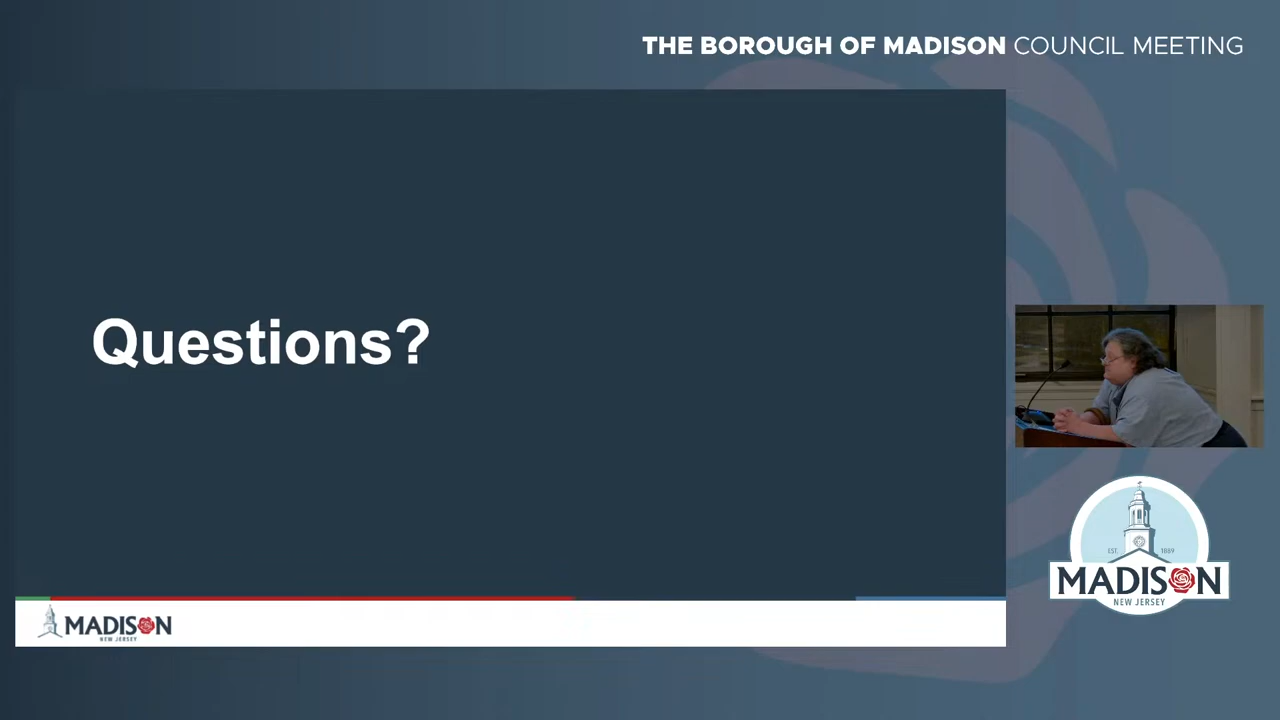 THE BOROUGH OF MADISON COUNCIL MEETING
Questions?
MADISON
NEW JERSEY
EST. 1889
MADISON
NEW JERSEY